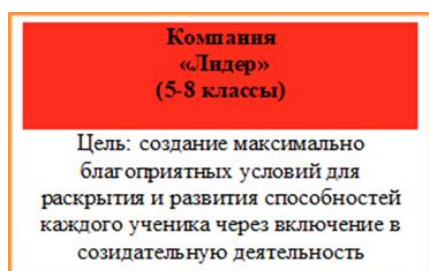 Компания
«Лидер»
(5-8 классы)
Цель: создание максимально
благоприятных условий для
раскрытия и развития способностей
каждого ученика через включение в
созидательную деятельность